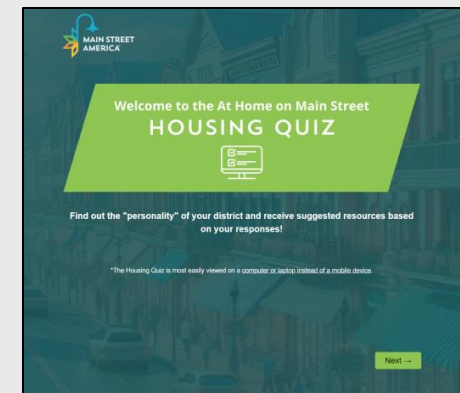 MAIN STREET
AMERICA
Welcome to the At Home on Main Street
HOUSING QUIZ
Find out the "personality" of your district and receive suggested resources based
on your responses!
*The Housing Quiz is most easily viewed on a computer or laptop instead of a mobile device.
Next →